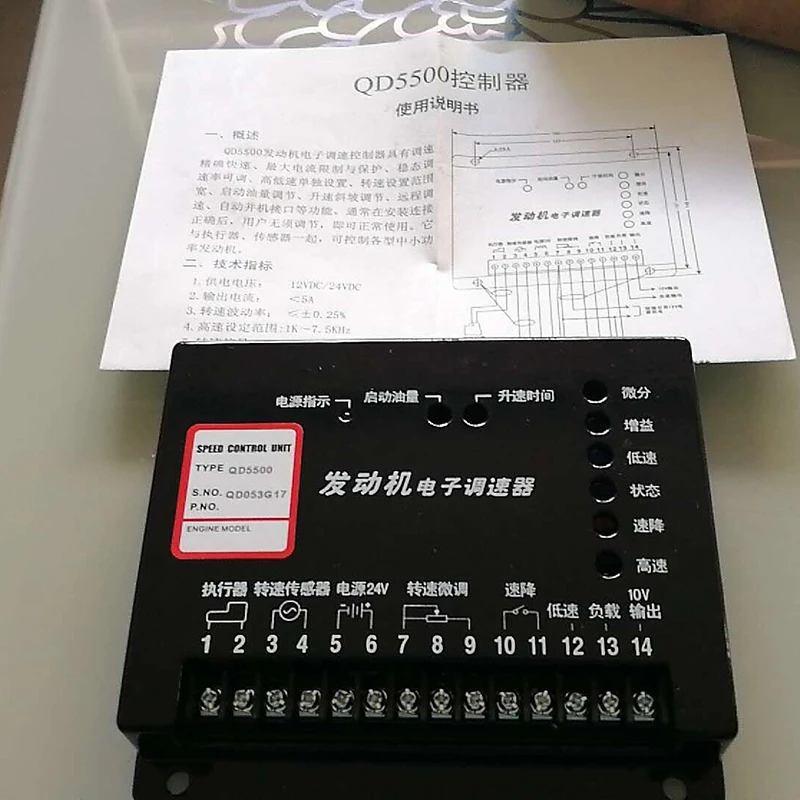 QD5500控制器
使用说明书
一、概述
QD5500发动机电子调速控制器具有调速
精确快速、最大电流限制与保护、稳态调
速率可调、高低速单独设置、转速设置范围
宽、启动油量调节、升速斜坡调节、远程调
速、自动并机接口等功能。通常在安装连接
正确后，用户无须调节，即可正常使用。它
与执行器、传感器一起，可控制各型中小功
率发动机。
二、技术指标
1.供电电压： 12VDC/24VDC
2.输出电流： ＜5A
3.转速波动率： ≤±0.25%
4.高速设定范围:1K～7.5KHz
发动机电子调速器
电源指示
启动油量
升速时间
微分
增益
低速
状态
速降
高速
SPEED CONTROL UNIT
TYPE QD5500
S.NO. QD053G17
P.NO.
ENGINE MODEL
发动机电子调速器
执行器 转速传感器 电源24V 转速微调 速降 低速 负载 10V输出
1 2 3 4 5 6 7 8 9 10 11 12 13 14